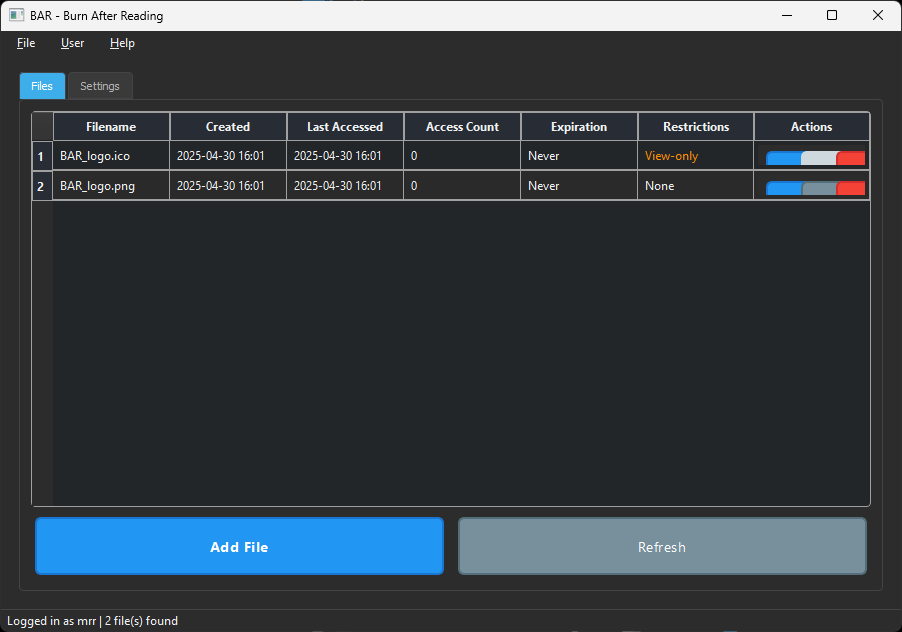 BAR - Burn After Reading
File User Help
Files Settings
Filename Created Last Accessed Access Count Expiration Restrictions Actions
1 BAR_logo.ico 2025-04-30 16:01 2025-04-30 16:01 0 Never View-only
2 BAR_logo.png 2025-04-30 16:01 2025-04-30 16:01 0 Never None
Add File Refresh
Logged in as mrr | 2 file(s) found